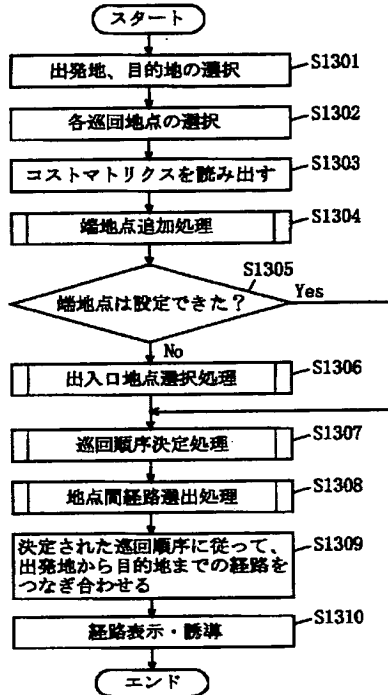 スタート
出発地、目的地の選択
S1301
各巡回地点の選択
S1302
コストマトリクスを読み出す
S1303
端地点追加処理
S1304
S1305
端地点は設定できた？
Yes
No
出入口地点選択処理
S1306
巡回順序決定処理
S1307
地点間経路選出処理
S1308
決定された巡回順序に従って、
出発地から目的地までの経路を
つなぎ合わせる
S1309
経路表示・誘導
S1310
エンド